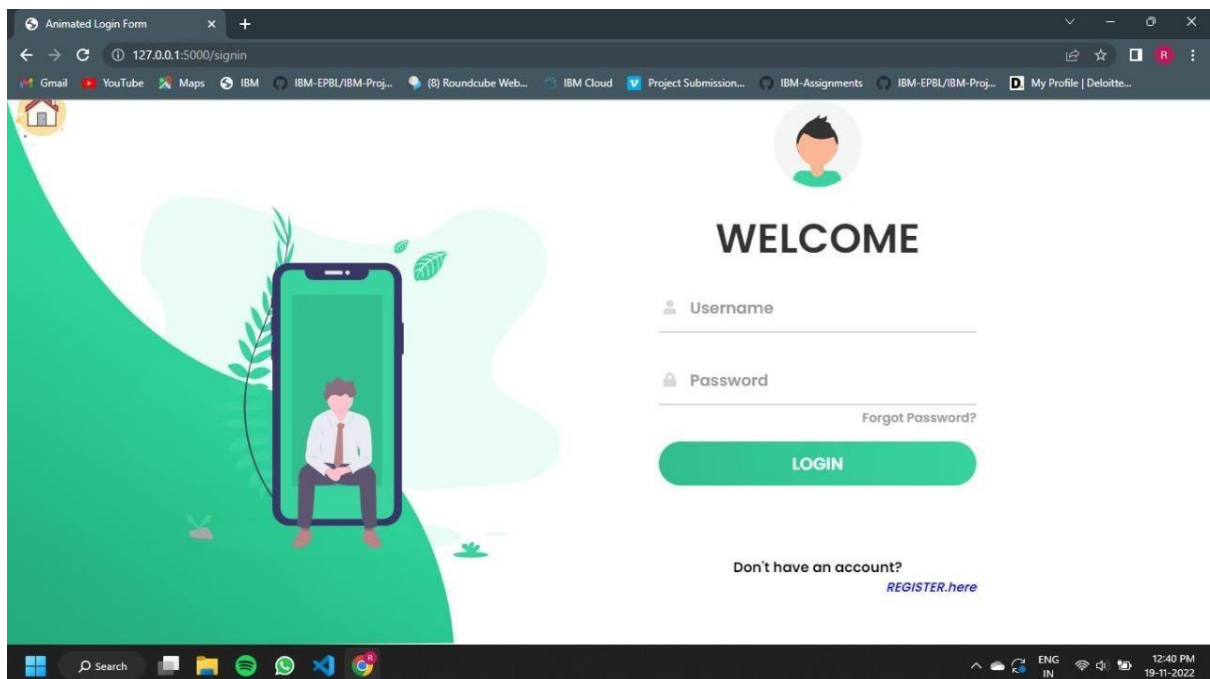 Animated Login Form
127.0.0.1:5000/signin
R
Gmail YouTube Maps IBM IBM-EPBL/IBM-Proj... (8) Roundcube Web... IBM Cloud Project Submission... IBM-Assignments IBM-EPBL/IBM-Proj... D. My Profile | Deloitte...
WELCOME
Username
Password
Forgot Password?
LOGIN
Don't have an account?
REGISTER.here
Search
R
ENG
IN
12:40 PM
19-11-2022